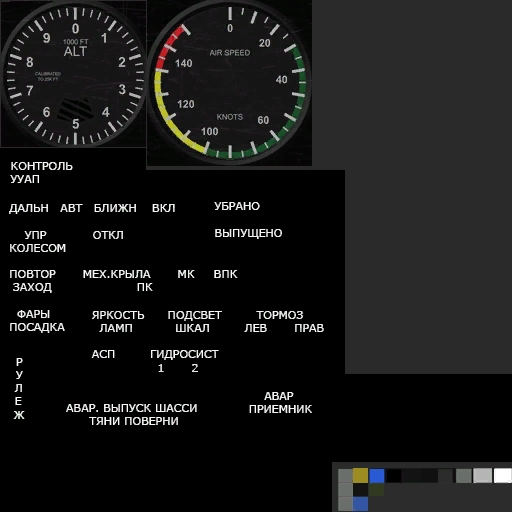 0
1000 FT
ALT
9 1
8 2
CALIBRATED
TO 20K FT
7 3
6 4
5
0
20
AIR SPEED
140
40
120
KNOTS
60
100
80
КОНТРОЛЬ
УУАП
ДАЛЬН АВТ БЛИЖН ВКЛ УБРАНО
УПР ОТКЛ ВЫПУЩЕНО
КОЛЕСОМ
ПОВТОР МЕХ.КРЫЛА МК ВПК
ЗАХОД ПК
ФАРЫ ЯРКОСТЬ ПОДСВЕТ ТОРМОЗ
ПОСАДКА ЛАМП ШКАЛ ЛЕВ ПРАВ
АСП ГИДРОСИСТ
1 2
РУЛЕЖ
АВАР
АВАР. ВЫПУСК ШАССИ ПРИЕМНИК
ТЯНИ ПОВЕРНИ